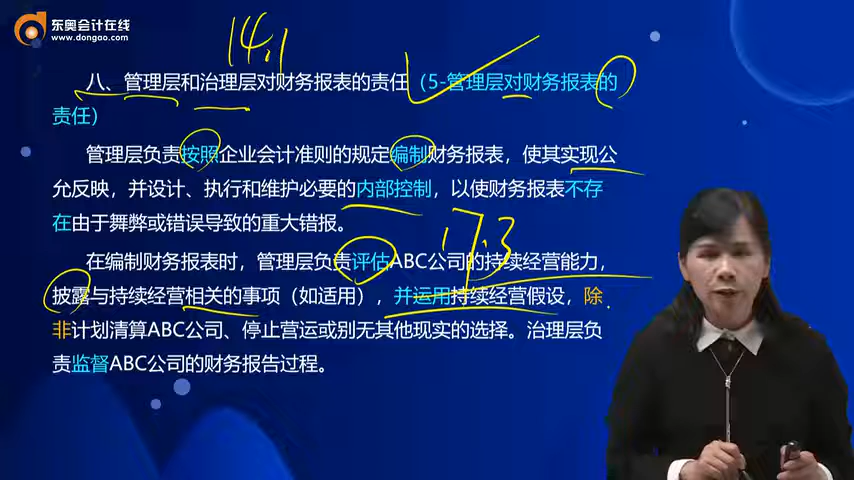 东奥会计在线
www.dongao.com
14.1
八、管理层和治理层对财务报表的责任（5-管理层对财务报表的
责任）
管理层负责按照企业会计准则的规定编制财务报表，使其实现公
允反映，并设计、执行和维护必要的内部控制，以使财务报表不存
在由于舞弊或错误导致的重大错报。
17.3
在编制财务报表时，管理层负责评估ABC公司的持续经营能力，
披露与持续经营相关的事项（如适用），并运用持续经营假设，除
非计划清算ABC公司、停止营运或别无其他现实的选择。治理层负
责监督ABC公司的财务报告过程。